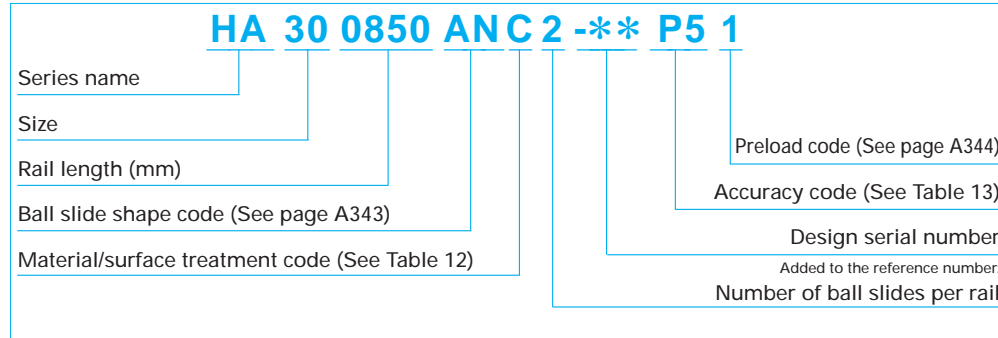 HA 30 0850 AN C 2 -** P5 1
Series name
Size
Rail length (mm)
Ball slide shape code (See page A343)
Material/surface treatment code (See Table 12)
Preload code (See page A344)
Accuracy code (See Table 13)
Design serial number
Added to the reference number.
Number of ball slides per rail